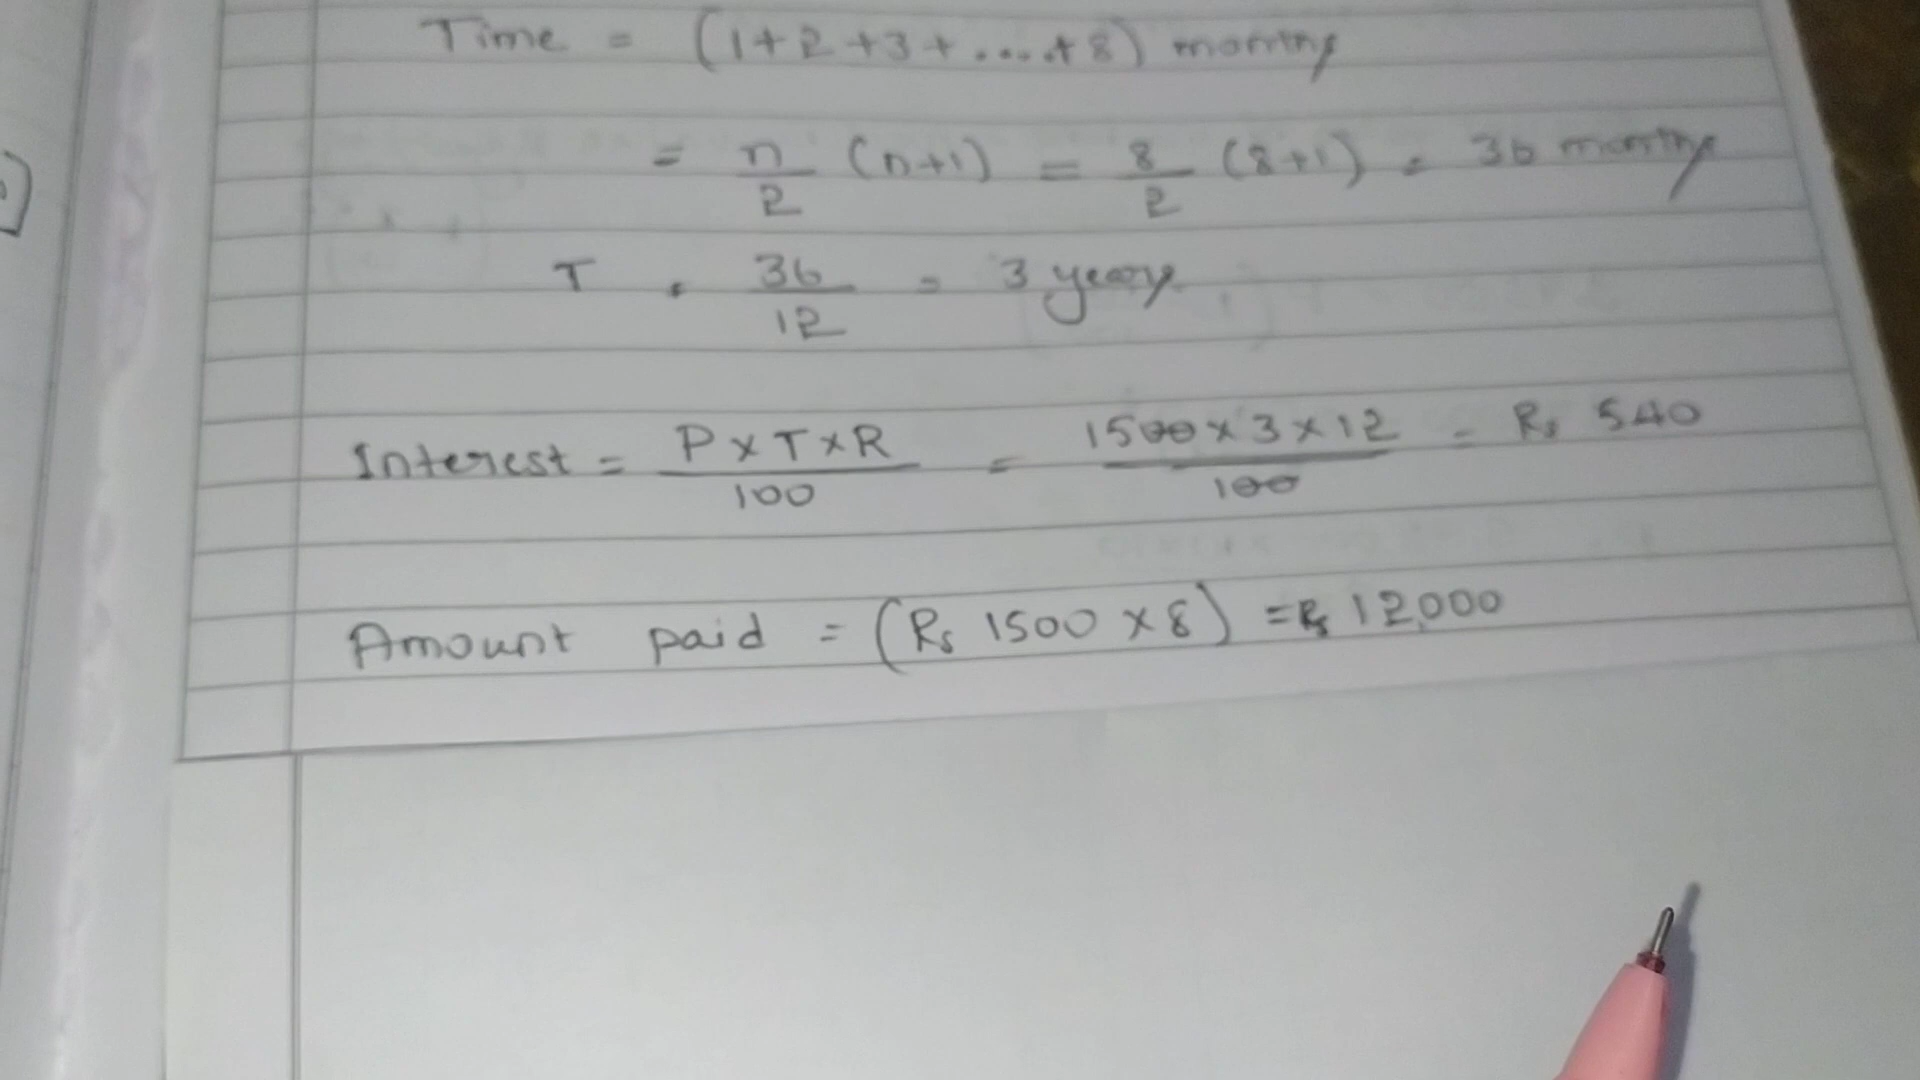 Time = (1+2+3+....+8) months
= n/2 (n+1) = 8/2 (8+1) = 36 months
T = 36/12 = 3 years
Interest = P×T×R/100 = 1500×3×12/100 = Rs 540
Amount paid = (Rs 1500×8) = Rs 12,000